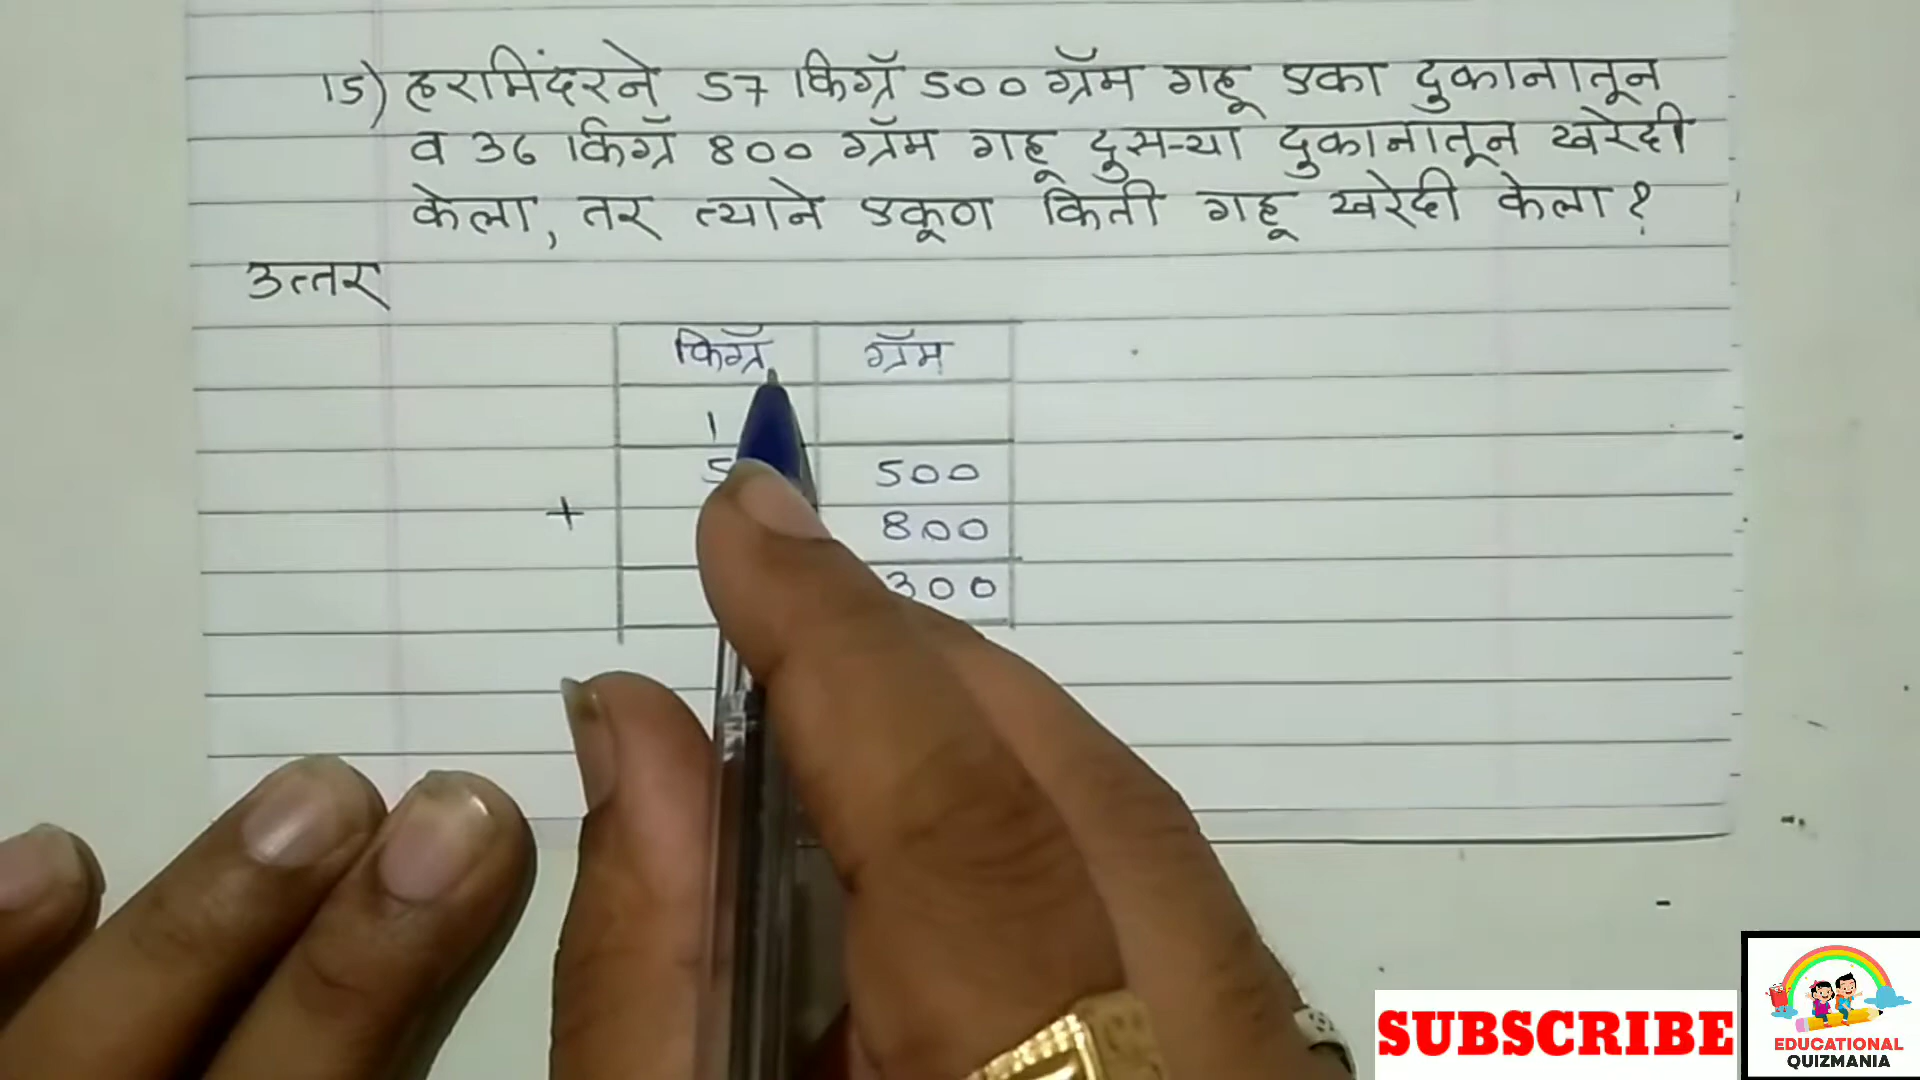 15) हरमिंदरने 57 किग्रॅ 500 ग्रॅम गहू एका दुकानातून
व 36 किग्रॅ 800 ग्रॅम गहू दुसऱ्या दुकानातून खरेदी
केला, तर त्याने एकूण किती गहू खरेदी केला?
उत्तर
किग्रॅ ग्रॅम
1
5 500
+ 800
300
SUBSCRIBE
EDUCATIONAL
QUIZMANIA